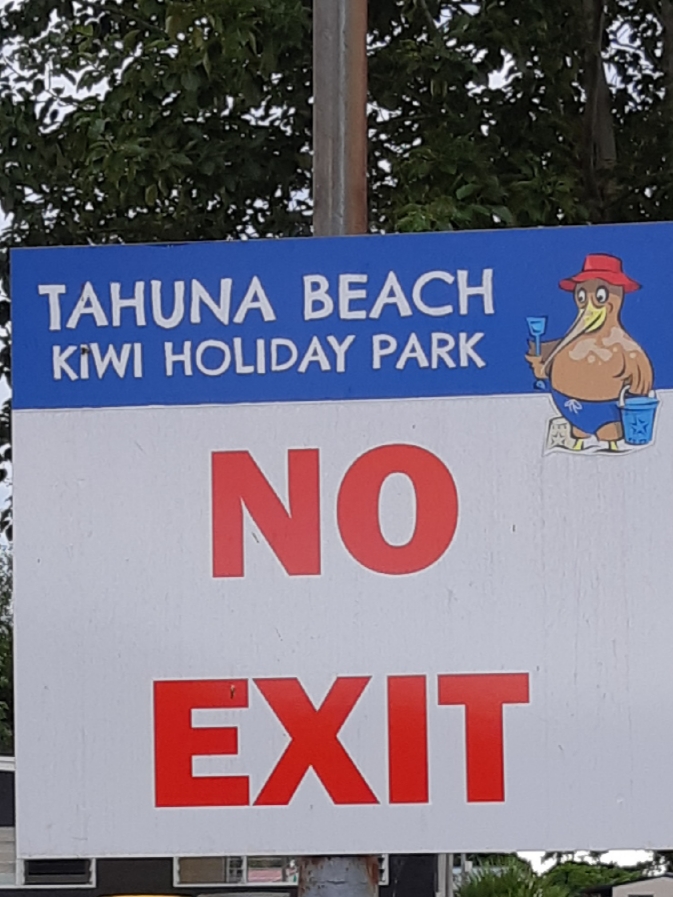 TAHUNA BEACH
KiWI HOLIDAY PARK
NO
EXIT